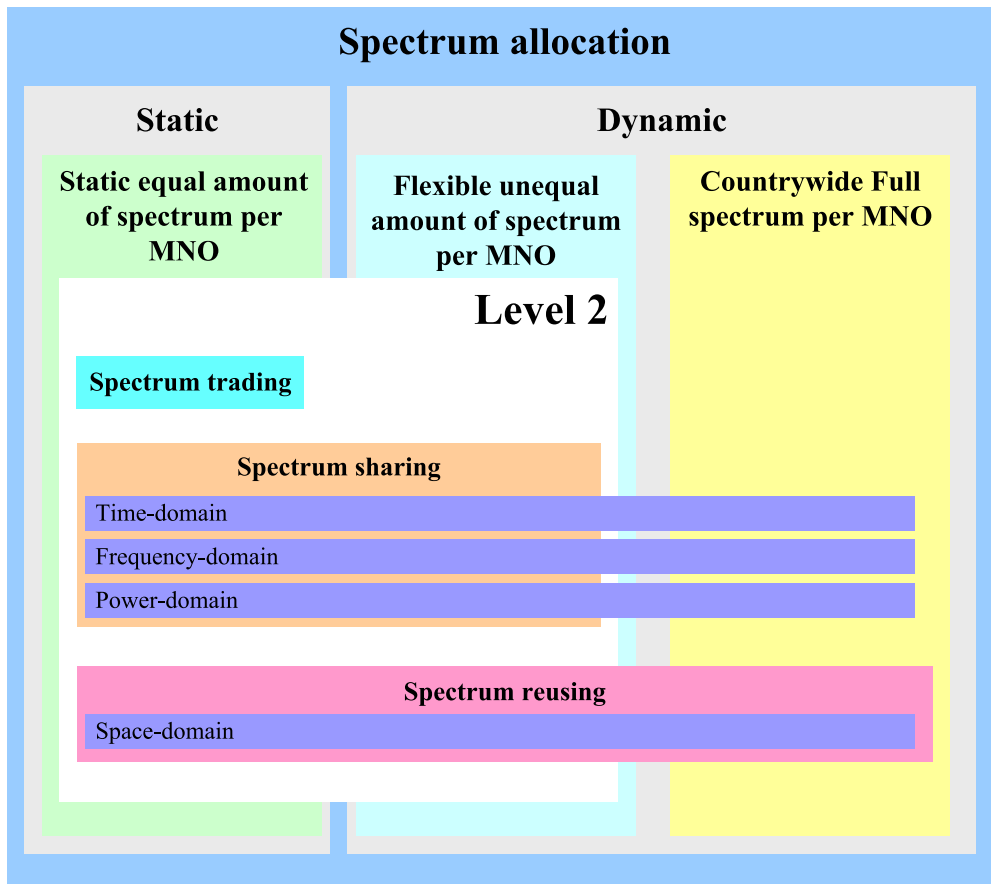 Spectrum allocation
Static
Dynamic
Static equal amount
of spectrum per
MNO
Flexible unequal
amount of spectrum
per MNO
Countrywide Full
spectrum per MNO
Level 2
Spectrum trading
Spectrum sharing
Time-domain
Frequency-domain
Power-domain
Spectrum reusing
Space-domain